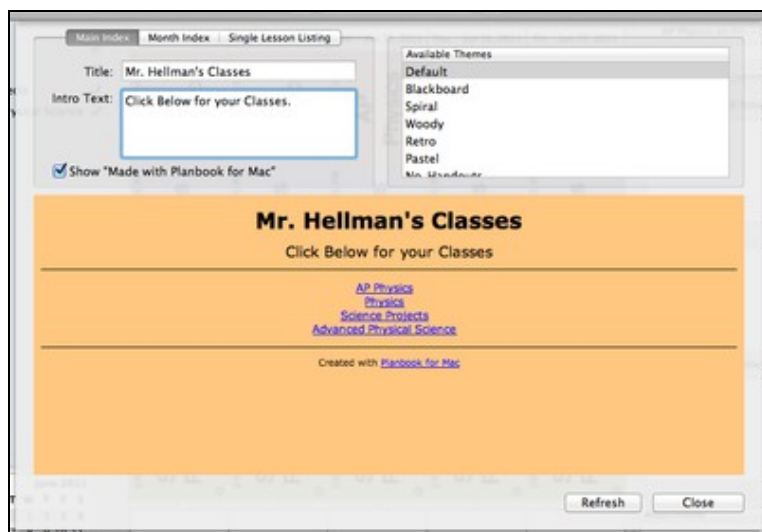 Main Index Month Index Single Lesson Listing
Title: Mr. Hellman's Classes
Intro Text: Click Below for your Classes.
Show "Made with Planbook for Mac"
Available Themes
Default
Blackboard
Spiral
Woody
Retro
Pastel
No Handouts
Mr. Hellman's Classes
Click Below for your Classes
AP Physics
Physics
Science Projects
Advanced Physical Science
Created with Planbook for Mac
Refresh Close